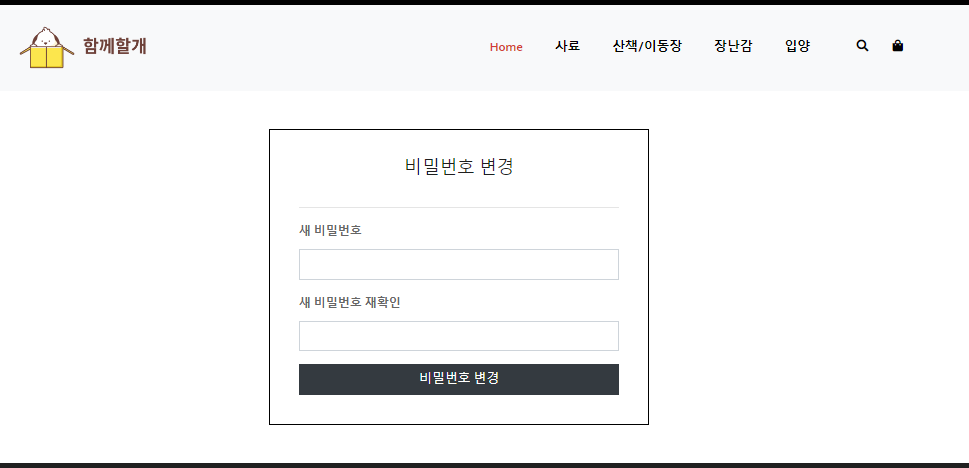 함께할개
Home 사료 산책/이동장 장난감 입양
비밀번호 변경
새 비밀번호
새 비밀번호 재확인
비밀번호 변경